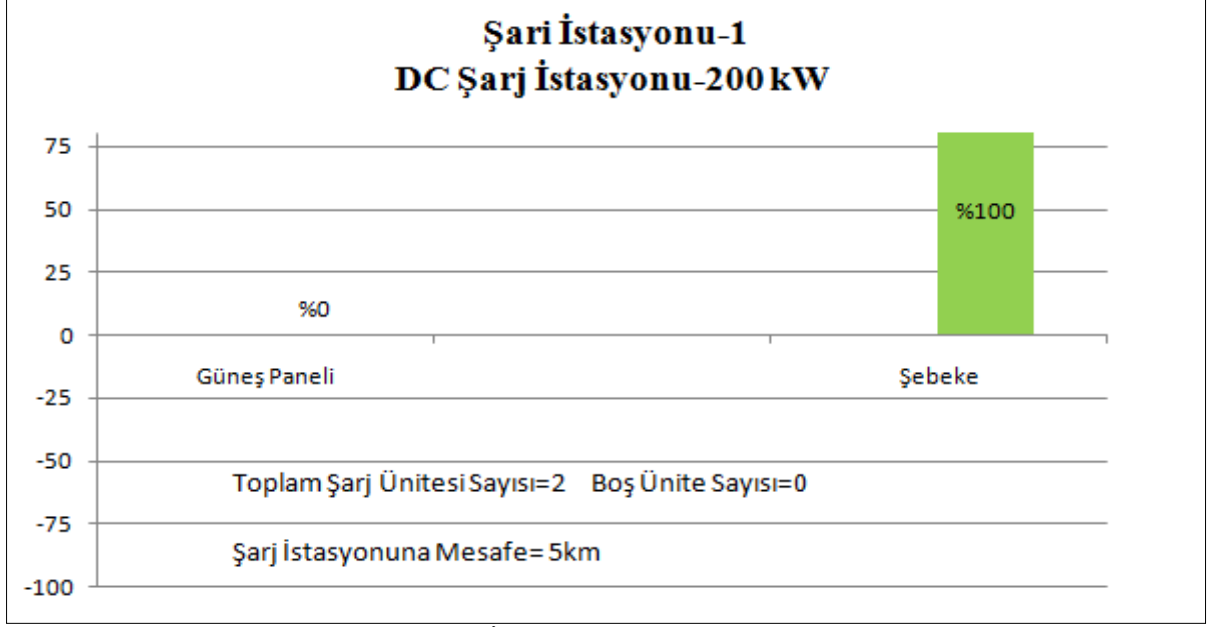 Şari İstasyonu-1
DC Şarj İstasyonu-200 kW
75
50
%100
25
%0
0
Güneş Paneli
Şebeke
-25
-50
Toplam Şarj Ünitesi Sayısı=2 Boş Ünite Sayısı=0
-75
Şarj İstasyonuna Mesafe= 5km
-100